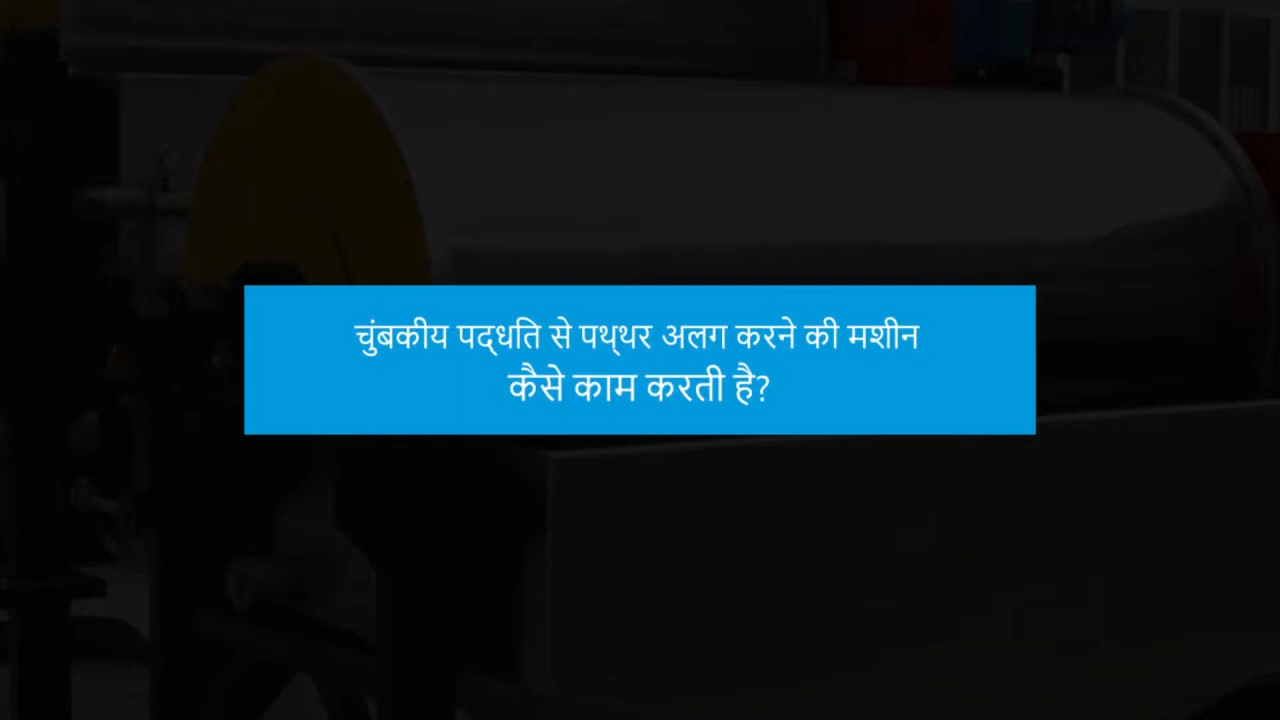 चुंबकीय पद्धति से पथ्थर अलग करने की मशीन
कैसे काम करती है?